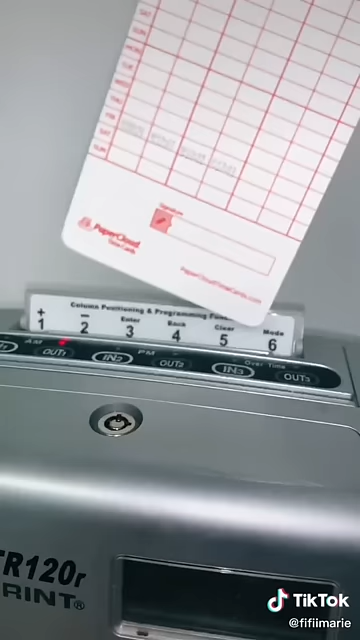 SAT
SUN
MON
TUE
WED
THU
FRI
SAT
SUN
Signature
PaperCloud
Time Cards
PaperCloudTimeCards.com
Column Positioning & Programming
+ − Enter Back Clear Mode
1 2 3 4 5 6
AM PM Over Time
OUT1 IN2 OUT2 IN3 OUT3
TR120r
PRINT®
TikTok
@fifiimarie